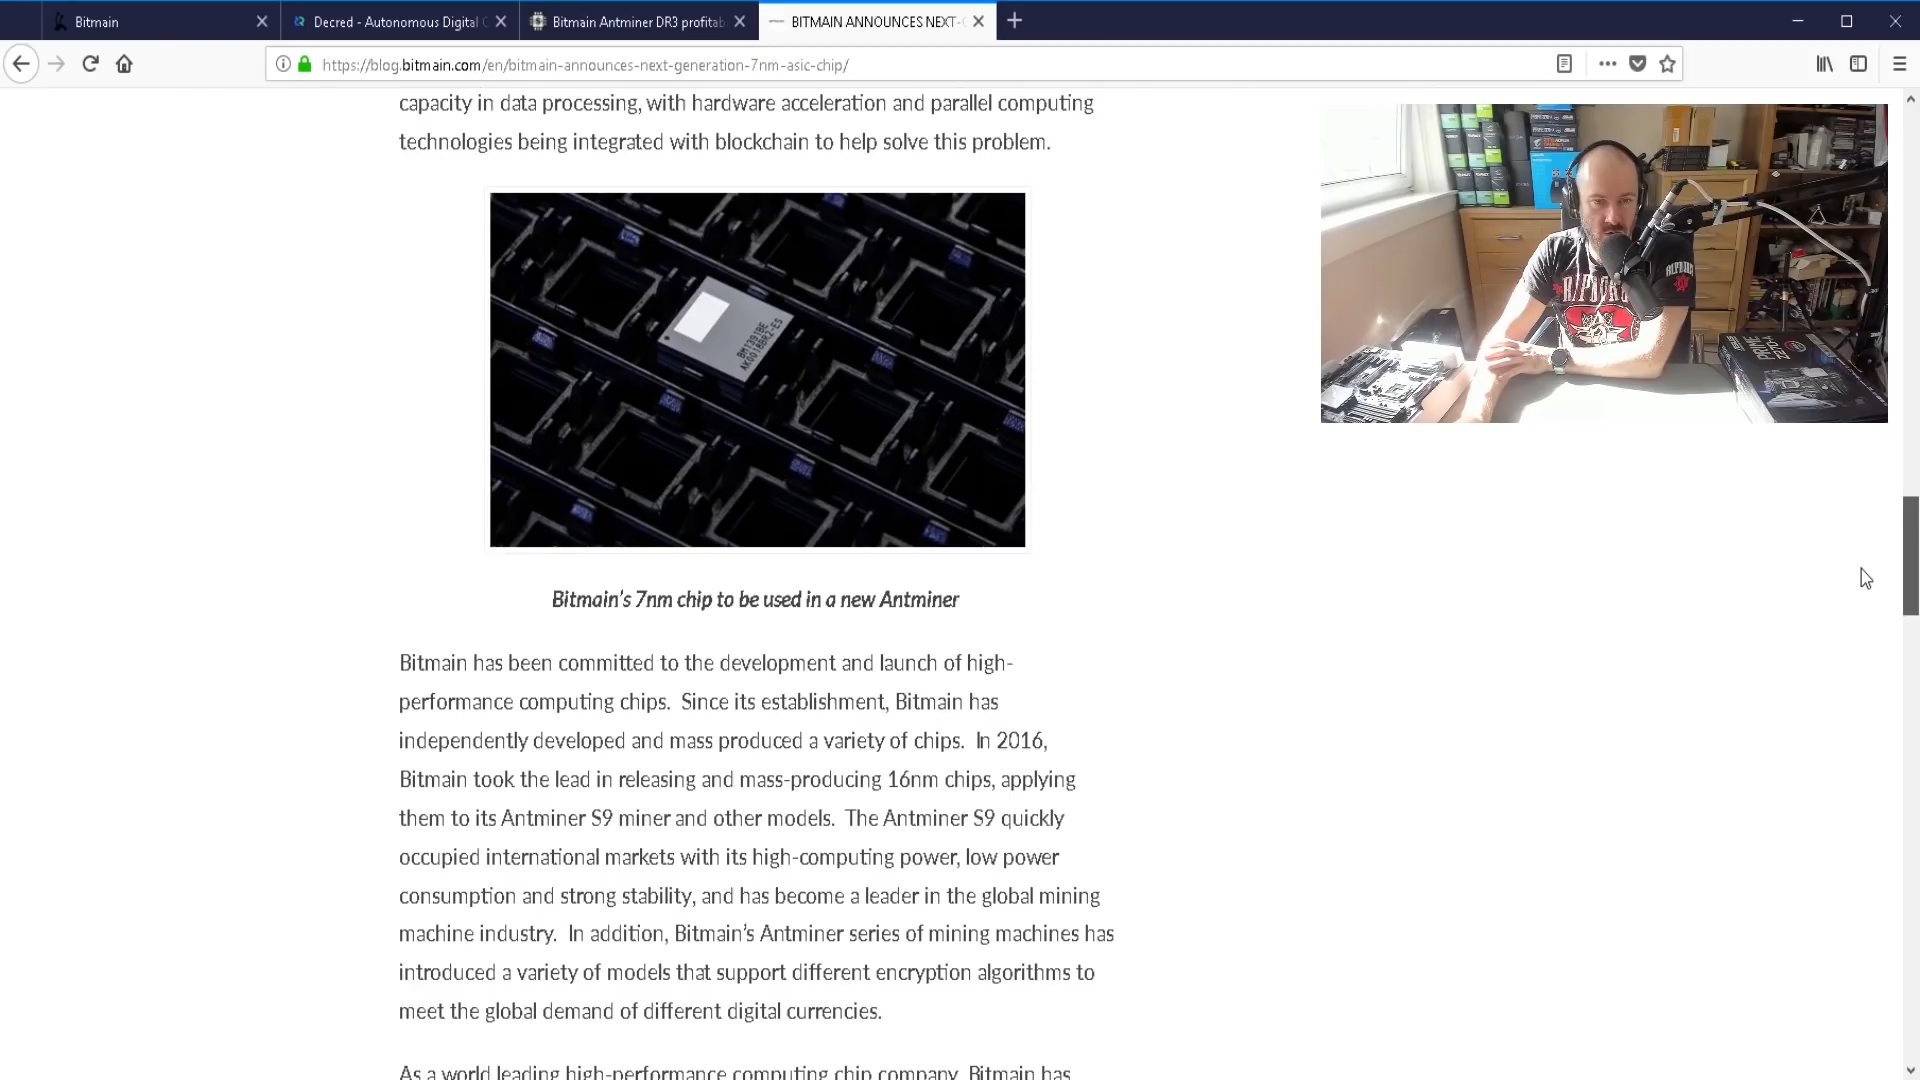 Bitmain
Decred - Autonomous Digital
Bitmain Antminer DR3 profitab
BITMAIN ANNOUNCES NEXT-
https://blog.bitmain.com/en/bitmain-announces-next-generation-7nm-asic-chip/
capacity in data processing, with hardware acceleration and parallel computing
technologies being integrated with blockchain to help solve this problem.
BM1391BE
PRIME
Z270-A
Bitmain's 7nm chip to be used in a new Antminer
Bitmain has been committed to the development and launch of high-
performance computing chips. Since its establishment, Bitmain has
independently developed and mass produced a variety of chips. In 2016,
Bitmain took the lead in releasing and mass-producing 16nm chips, applying
them to its Antminer S9 miner and other models. The Antminer S9 quickly
occupied international markets with its high-computing power, low power
consumption and strong stability, and has become a leader in the global mining
machine industry. In addition, Bitmain's Antminer series of mining machines has
introduced a variety of models that support different encryption algorithms to
meet the global demand of different digital currencies.
As a world leading high-performance computing chip company, Bitmain has